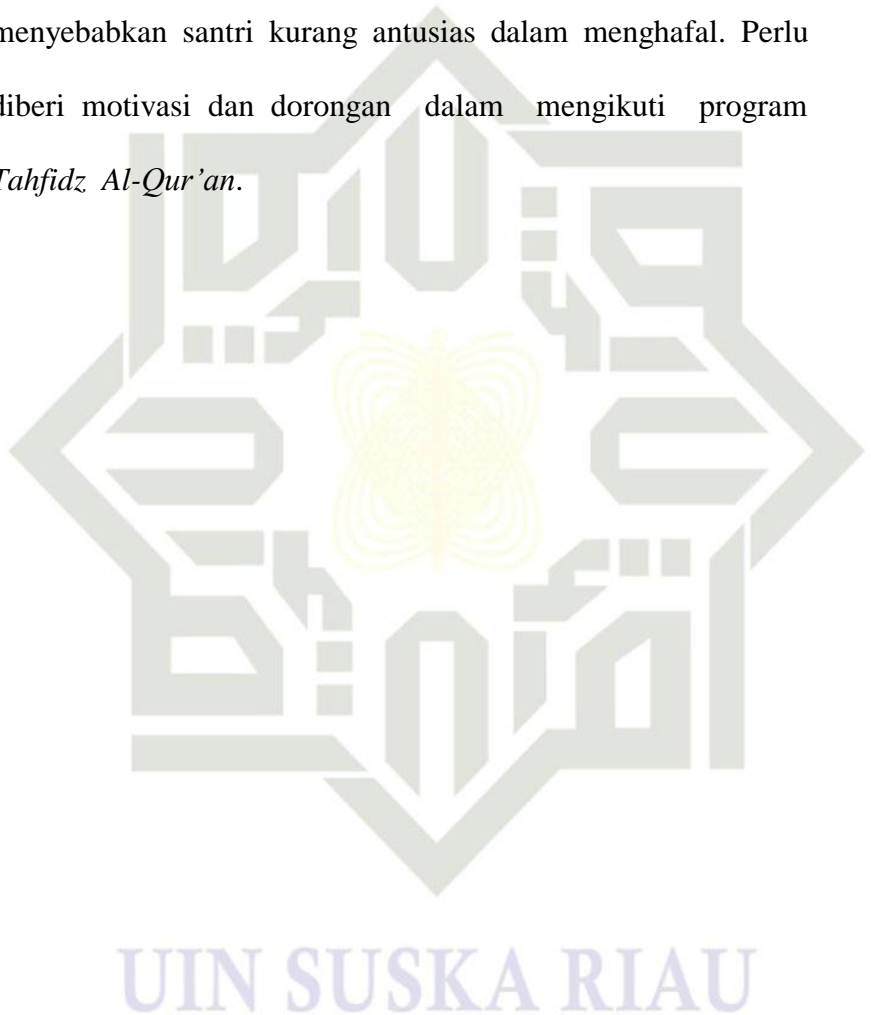 menyebabkan santri kurang antusias dalam menghafal. Perlu
diberi motivasi dan dorongan dalam mengikuti program
Tahfidz Al-Qur’an.
UIN SUSKA RIAU